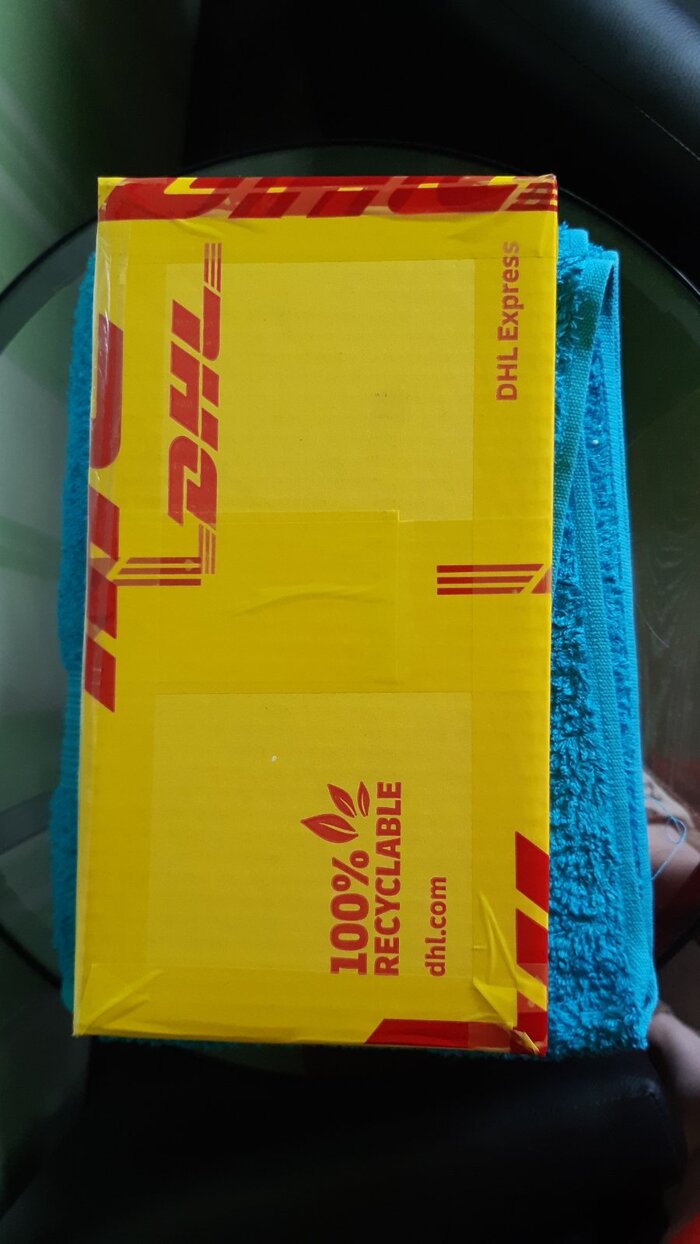 DHL
DHL Express
100%
RECYCLABLE
dhl.com